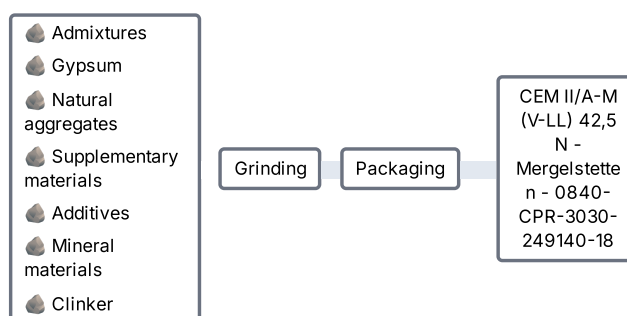 Admixtures
Gypsum
Natural
aggregates
Supplementary
materials
Additives
Mineral
materials
Clinker
Grinding
Packaging
CEM II/A-M
(V-LL) 42,5
N -
Mergelstette
n - 0840-
CPR-3030-
249140-18